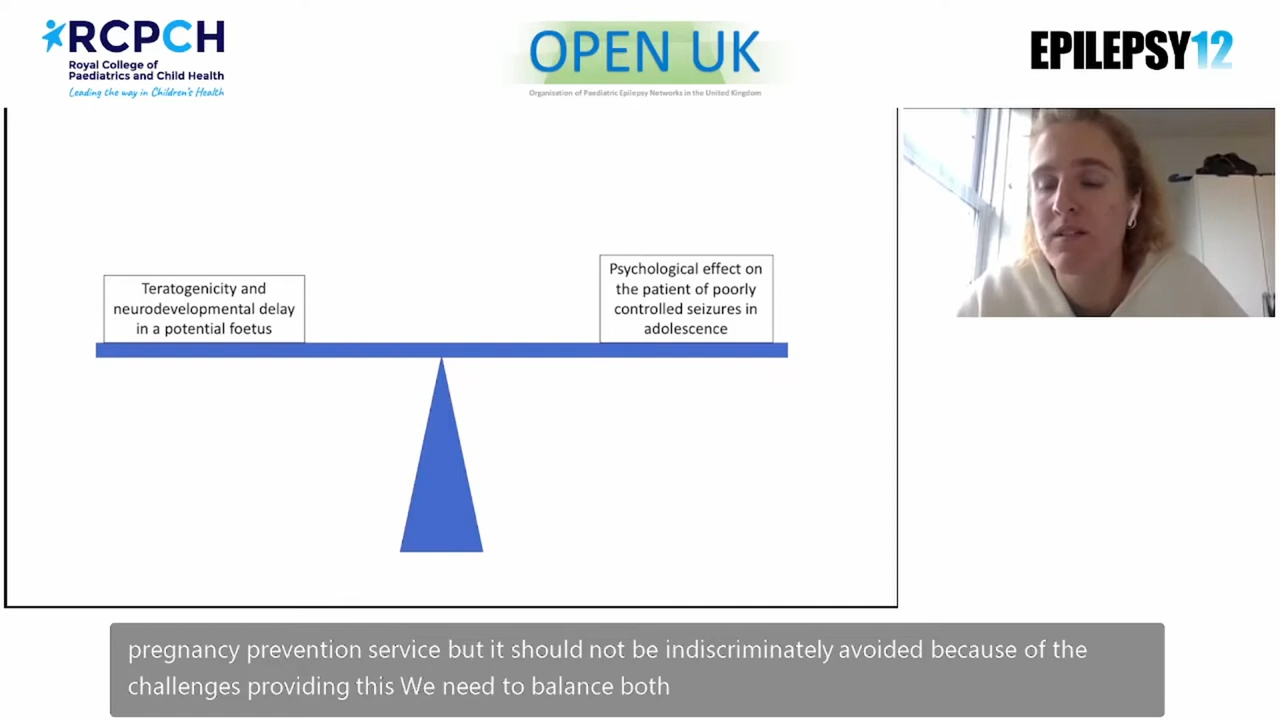 RCPCH
Royal College of
Paediatrics and Child Health
Leading the way in Children's Health
OPEN UK
Organisation of Paediatric Epilepsy Networks in the United Kingdom
EPILEPSY12
Teratogenicity and
neurodevelopmental delay
in a potential foetus
Psychological effect on
the patient of poorly
controlled seizures in
adolescence
pregnancy prevention service but it should not be indiscriminately avoided because of the
challenges providing this We need to balance both